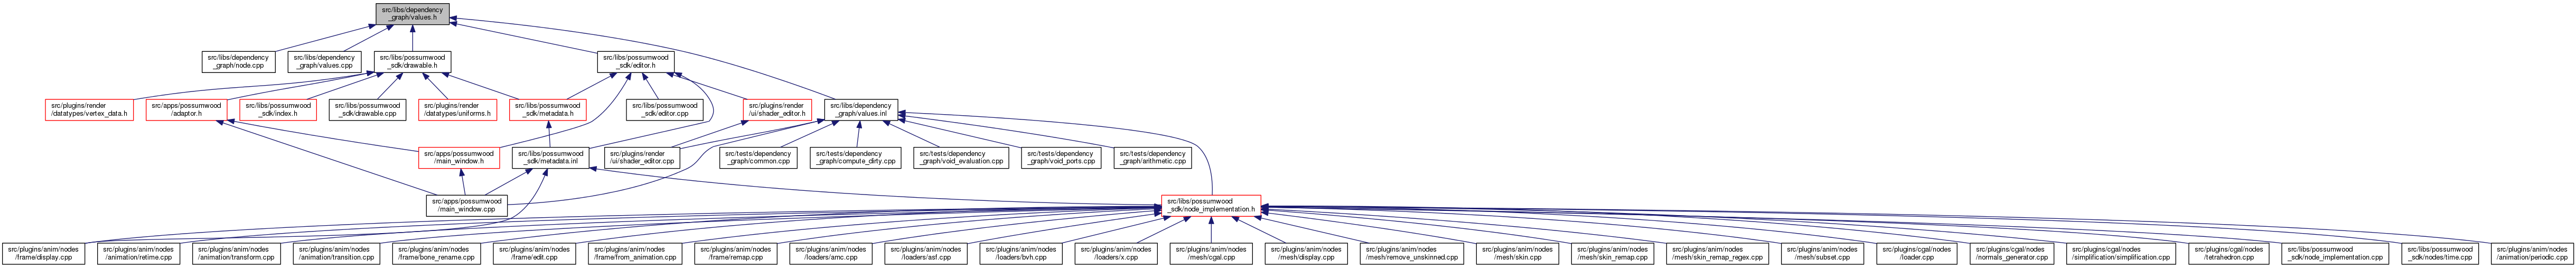 src/libs/dependency
_graph/values.h
src/libs/dependency
_graph/node.cpp
src/libs/dependency
_graph/values.cpp
src/libs/possumwood
_sdk/drawable.h
src/libs/possumwood
_sdk/editor.h
src/plugins/render
/datatypes/vertex_data.h
src/apps/possumwood
/adaptor.h
src/libs/possumwood
_sdk/index.h
src/libs/possumwood
_sdk/drawable.cpp
src/plugins/render
/datatypes/uniforms.h
src/libs/possumwood
_sdk/metadata.h
src/libs/possumwood
_sdk/editor.cpp
src/plugins/render
/ui/shader_editor.h
src/libs/dependency
_graph/values.inl
src/apps/possumwood
/main_window.h
src/libs/possumwood
_sdk/metadata.inl
src/plugins/render
/ui/shader_editor.cpp
src/tests/dependency
_graph/common.cpp
src/tests/dependency
_graph/compute_dirty.cpp
src/tests/dependency
_graph/void_evaluation.cpp
src/tests/dependency
_graph/void_ports.cpp
src/tests/dependency
_graph/arithmetic.cpp
src/apps/possumwood
/main_window.cpp
src/libs/possumwood
_sdk/node_implementation.h
src/plugins/anim/nodes
/frame/display.cpp
src/plugins/anim/nodes
/animation/retime.cpp
src/plugins/anim/nodes
/animation/transform.cpp
src/plugins/anim/nodes
/animation/transition.cpp
src/plugins/anim/nodes
/frame/bone_rename.cpp
src/plugins/anim/nodes
/frame/edit.cpp
src/plugins/anim/nodes
/frame/from_animation.cpp
src/plugins/anim/nodes
/frame/remap.cpp
src/plugins/anim/nodes
/loaders/amc.cpp
src/plugins/anim/nodes
/loaders/asf.cpp
src/plugins/anim/nodes
/loaders/bvh.cpp
src/plugins/anim/nodes
/loaders/x.cpp
src/plugins/anim/nodes
/mesh/cgal.cpp
src/plugins/anim/nodes
/mesh/display.cpp
src/plugins/anim/nodes
/mesh/remove_unskinned.cpp
src/plugins/anim/nodes
/mesh/skin.cpp
src/plugins/anim/nodes
/mesh/skin_remap.cpp
src/plugins/anim/nodes
/mesh/skin_remap_regex.cpp
src/plugins/anim/nodes
/mesh/subset.cpp
src/plugins/cgal/nodes
/loader.cpp
src/plugins/cgal/nodes
/normals_generator.cpp
src/plugins/cgal/nodes
/simplification/simplification.cpp
src/plugins/cgal/nodes
/tetrahedron.cpp
src/libs/possumwood
_sdk/node_implementation.cpp
src/libs/possumwood
_sdk/nodes/time.cpp
src/plugins/anim/nodes
/animation/periodic.cpp